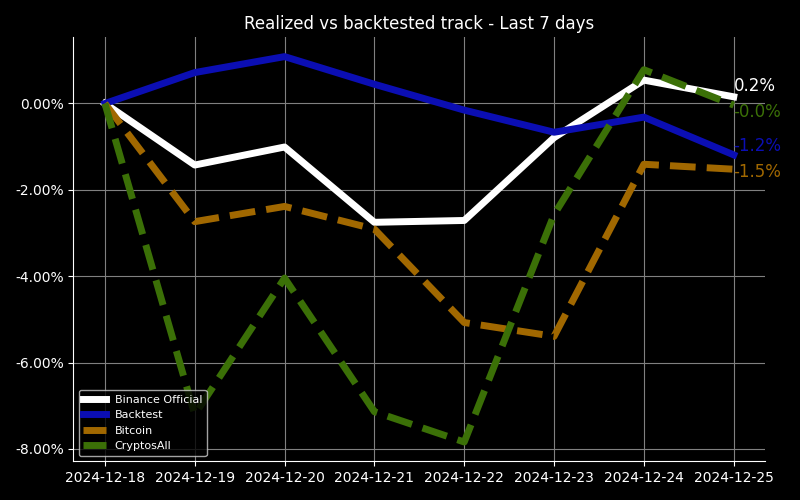 Realized vs backtested track - Last 7 days
0.00%
-2.00%
-4.00%
-6.00%
-8.00%
0.2%
-0.0%
-1.2%
-1.5%
Binance Official
Backtest
Bitcoin
CryptosAll
2024-12-18 2024-12-19 2024-12-20 2024-12-21 2024-12-22 2024-12-23 2024-12-24 2024-12-25